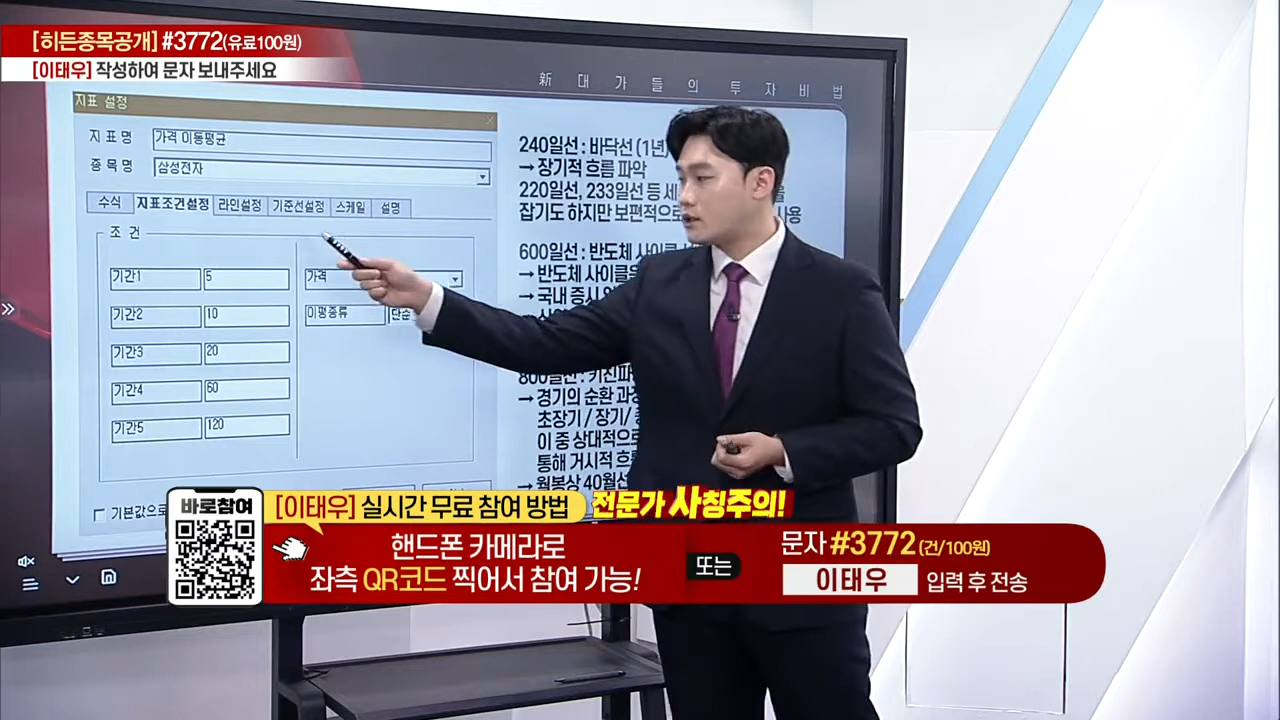 [히든종목공개] #3772(유료100원)
[이태우] 작성하여 문자 보내주세요
新 대 가 들 의 투 자 비 법
지표 설정
지 표 명 가격 이동평균
종 목 명 삼성전자
수식 지표조건설정 라인설정 기준선설정 스케일 설명
조 건
기간1 5 가격
기간2 10 이평종류 단순
기간3 20
기간4 60
기간5 120
기본값으로
240일선 : 바닥선 (1년)
→ 장기적 흐름 파악
220일선, 233일선 등
잡기도 하지만 보편적으로 사용
600일선 : 반도체 사이클
→ 반도체 사이클
→ 국내 증시
→
800일선 :
→ 경기의 순환
초장기 / 장기/
이 중 상대적으로
통해 거시적
→ 월봉상 40월선
바로참여
[이태우] 실시간 무료 참여 방법
전문가 사칭주의!
핸드폰 카메라로
좌측 QR코드 찍어서 참여 가능!
또는
문자 #3772 (건/100원)
이태우 입력 후 전송